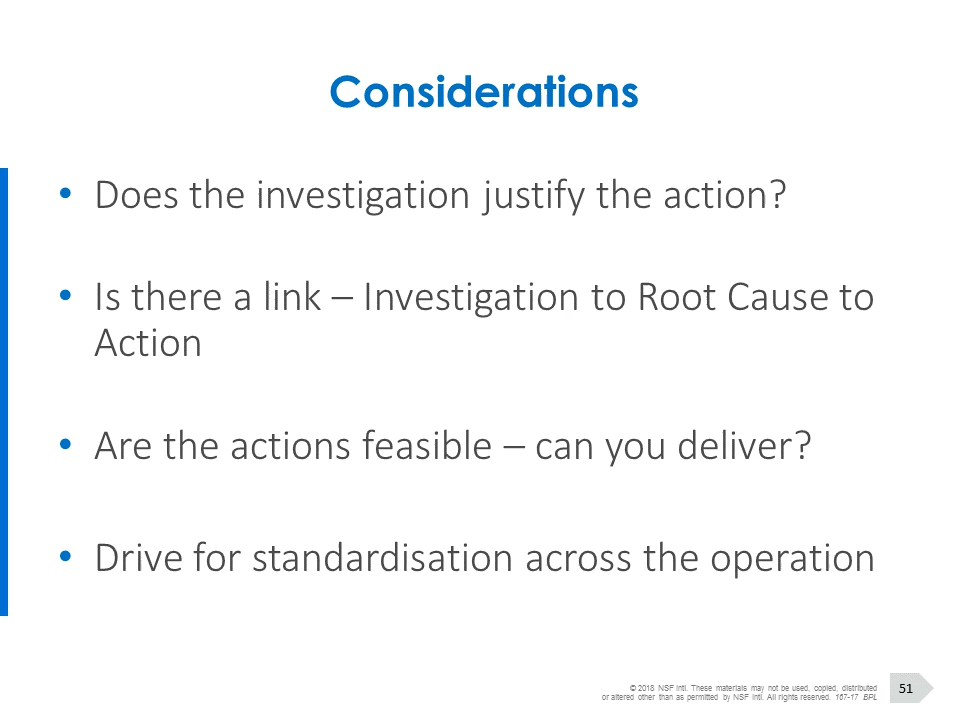 Considerations
• Does the investigation justify the action?
• Is there a link – Investigation to Root Cause to
Action
• Are the actions feasible – can you deliver?
• Drive for standardisation across the operation
© 2018 NSF Intl. These materials may not be used, copied, distributed
or altered other than as permitted by NSF Intl. All rights reserved. 167-17 BPL
51